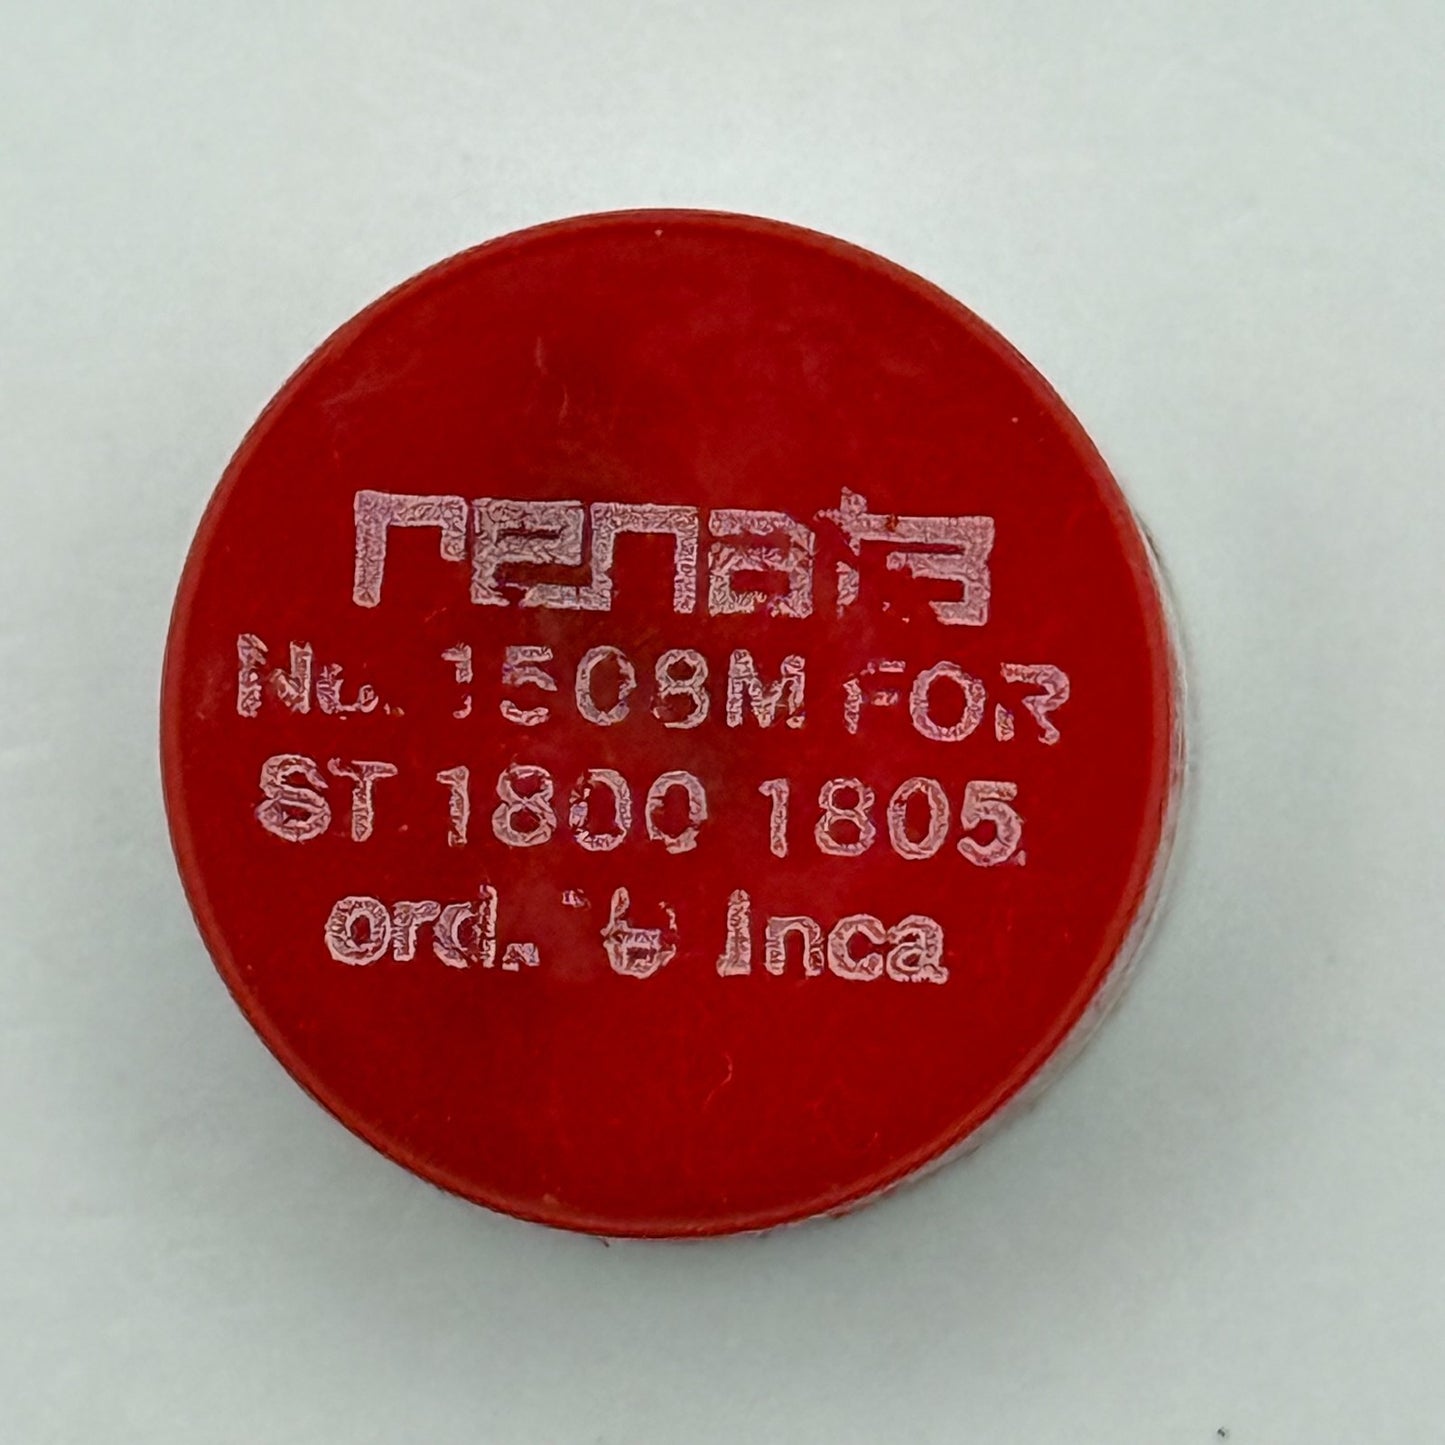 renata
No. 1508M FOR
ST 1800 1805
ord. & Inca